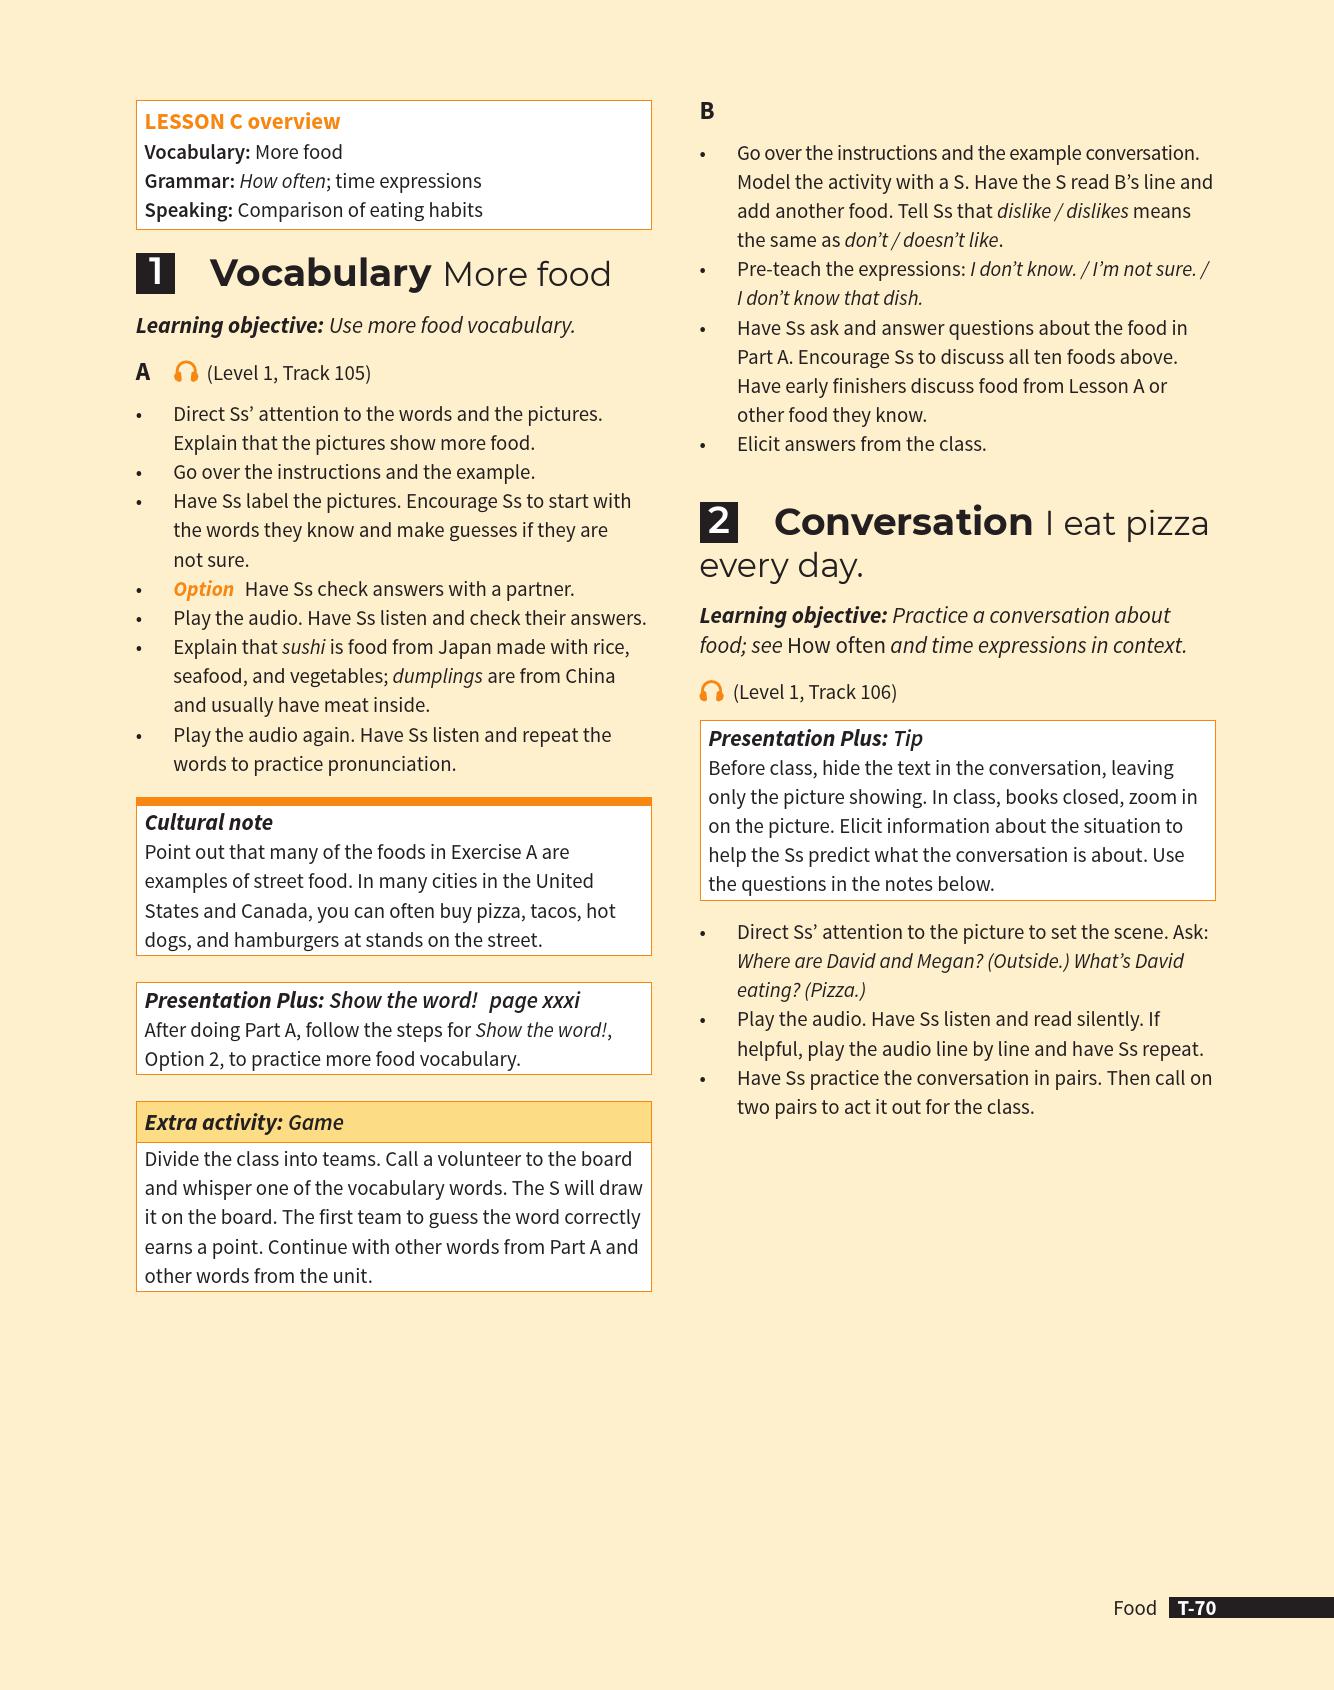 LESSON C overview
Vocabulary: More food
Grammar: How often; time expressions
Speaking: Comparison of eating habits
1 Vocabulary More food
Learning objective: Use more food vocabulary.
A (Level 1, Track 105)
• Direct Ss’ attention to the words and the pictures.
Explain that the pictures show more food.
• Go over the instructions and the example.
• Have Ss label the pictures. Encourage Ss to start with
the words they know and make guesses if they are
not sure.
• Option Have Ss check answers with a partner.
• Play the audio. Have Ss listen and check their answers.
• Explain that sushi is food from Japan made with rice,
seafood, and vegetables; dumplings are from China
and usually have meat inside.
• Play the audio again. Have Ss listen and repeat the
words to practice pronunciation.
Cultural note
Point out that many of the foods in Exercise A are
examples of street food. In many cities in the United
States and Canada, you can often buy pizza, tacos, hot
dogs, and hamburgers at stands on the street.
Presentation Plus: Show the word! page xxxi
After doing Part A, follow the steps for Show the word!,
Option 2, to practice more food vocabulary.
Extra activity: Game
Divide the class into teams. Call a volunteer to the board
and whisper one of the vocabulary words. The S will draw
it on the board. The first team to guess the word correctly
earns a point. Continue with other words from Part A and
other words from the unit.
B
• Go over the instructions and the example conversation.
Model the activity with a S. Have the S read B’s line and
add another food. Tell Ss that dislike / dislikes means
the same as don’t / doesn’t like.
• Pre-teach the expressions: I don’t know. / I’m not sure. /
I don’t know that dish.
• Have Ss ask and answer questions about the food in
Part A. Encourage Ss to discuss all ten foods above.
Have early finishers discuss food from Lesson A or
other food they know.
• Elicit answers from the class.
2 Conversation I eat pizza
every day.
Learning objective: Practice a conversation about
food; see How often and time expressions in context.
(Level 1, Track 106)
Presentation Plus: Tip
Before class, hide the text in the conversation, leaving
only the picture showing. In class, books closed, zoom in
on the picture. Elicit information about the situation to
help the Ss predict what the conversation is about. Use
the questions in the notes below.
• Direct Ss’ attention to the picture to set the scene. Ask:
Where are David and Megan? (Outside.) What’s David
eating? (Pizza.)
• Play the audio. Have Ss listen and read silently. If
helpful, play the audio line by line and have Ss repeat.
• Have Ss practice the conversation in pairs. Then call on
two pairs to act it out for the class.
Food T-70